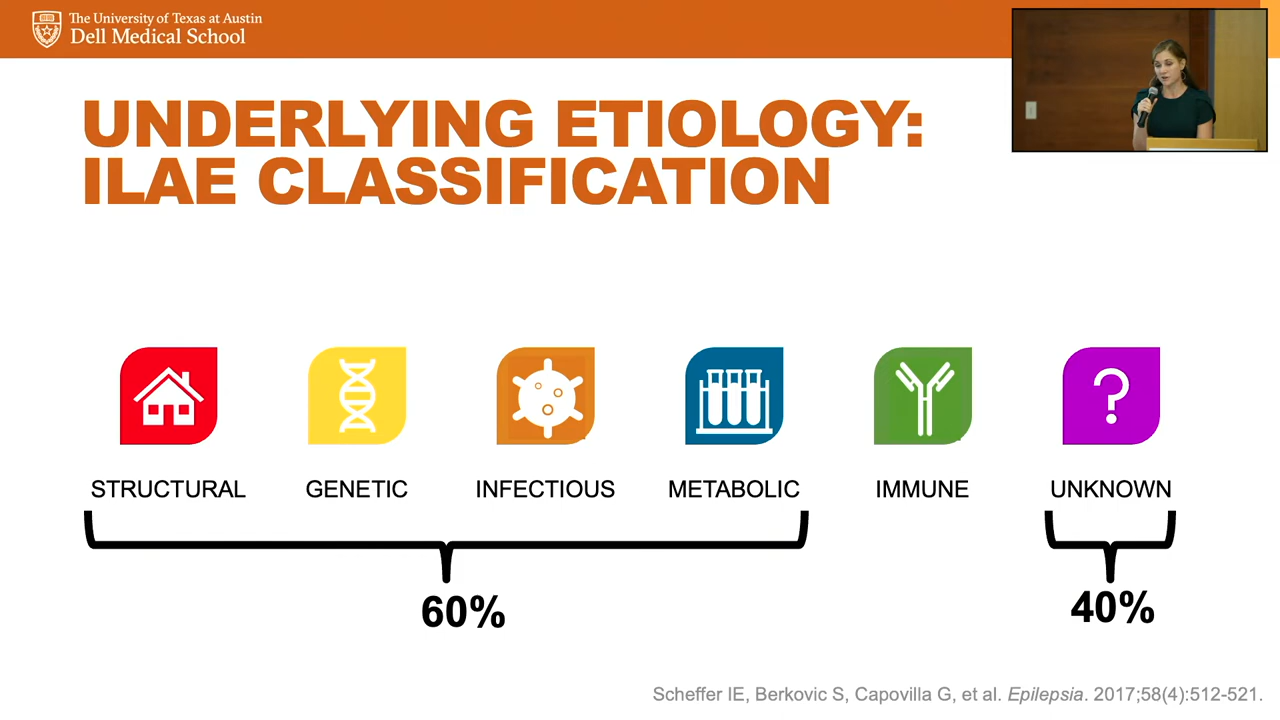 The University of Texas at Austin
Dell Medical School
UNDERLYING ETIOLOGY:
ILAE CLASSIFICATION
?
STRUCTURAL
GENETIC
INFECTIOUS
METABOLIC
IMMUNE
UNKNOWN
60%
40%
Scheffer IE, Berkovic S, Capovilla G, et al. Epilepsia. 2017;58(4):512-521.